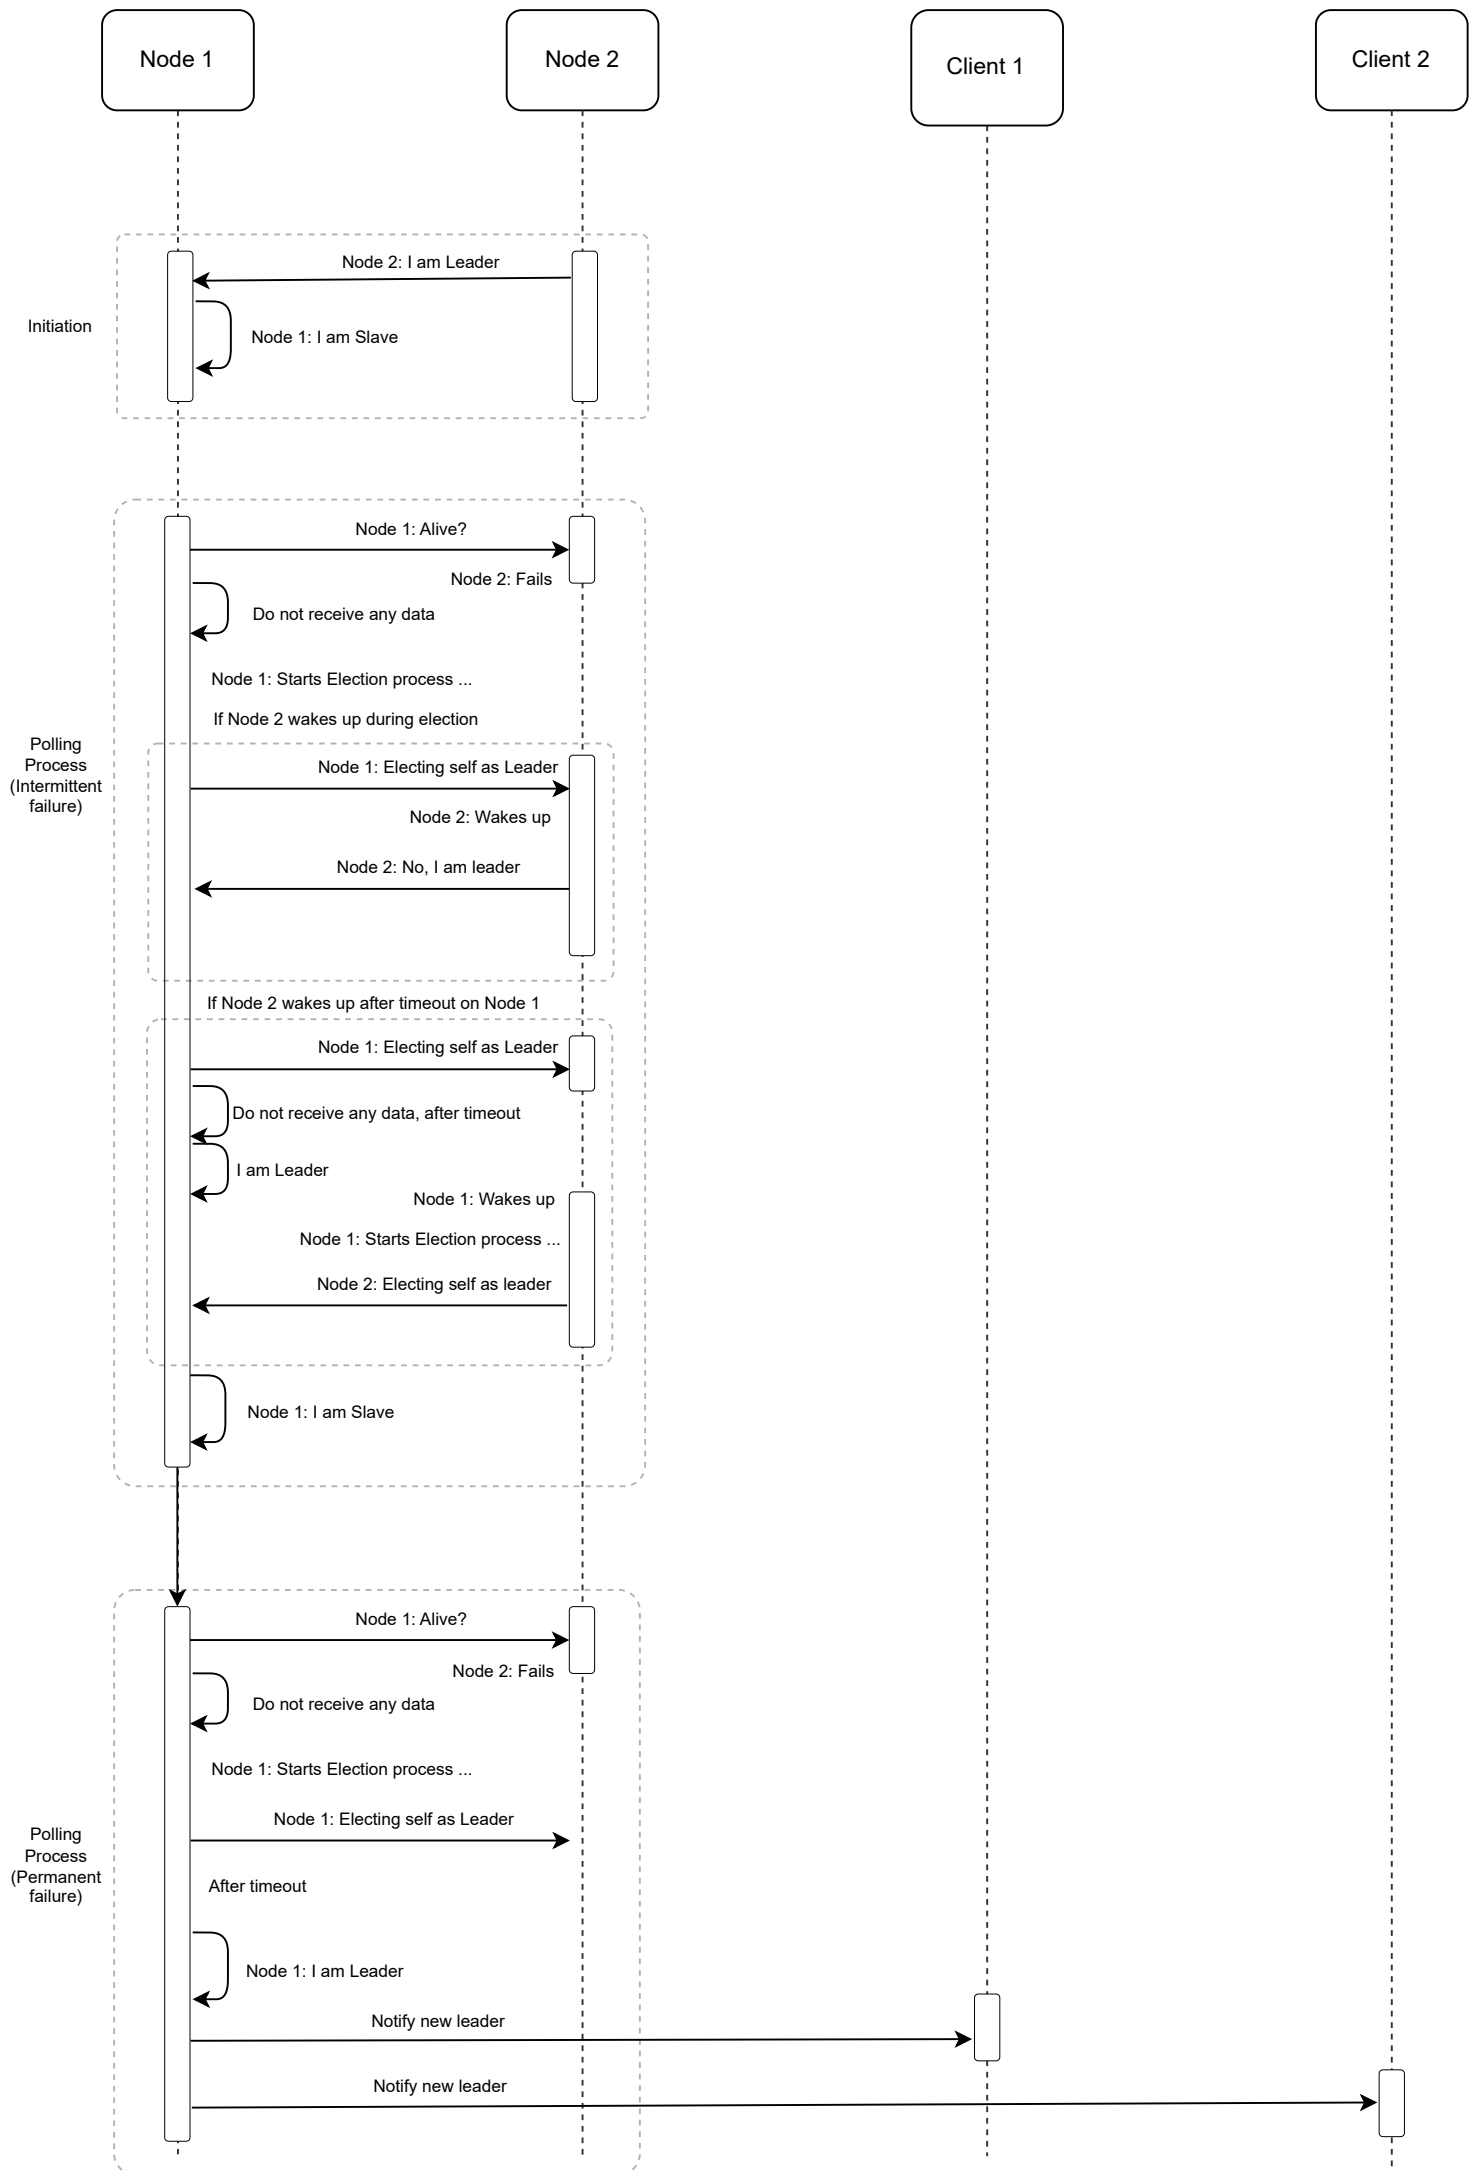 Node 1
Node 2
Client 1
Client 2
Node 2: I am Leader
Initiation
Node 1: I am Slave
Node 1: Alive?
Node 2: Fails
Do not receive any data
Node 1: Starts Election process ...
If Node 2 wakes up during election
Polling
Process
(Intermittent
failure)
Node 1: Electing self as Leader
Node 2: Wakes up
Node 2: No, I am leader
If Node 2 wakes up after timeout on Node 1
Node 1: Electing self as Leader
Do not receive any data, after timeout
I am Leader
Node 1: Wakes up
Node 1: Starts Election process ...
Node 2: Electing self as leader
Node 1: I am Slave
Node 1: Alive?
Node 2: Fails
Do not receive any data
Node 1: Starts Election process ...
Node 1: Electing self as Leader
Polling
Process
(Permanent
failure)
After timeout
Node 1: I am Leader
Notify new leader
Notify new leader